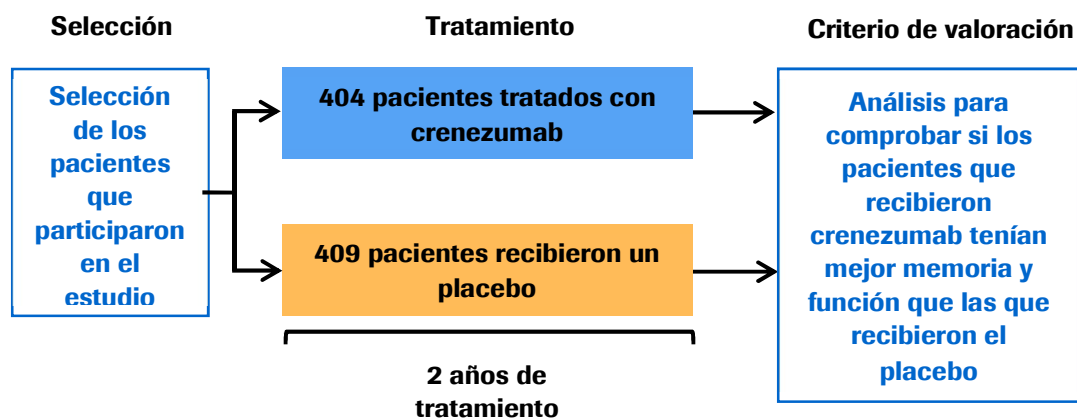 Selección
Tratamiento
Criterio de valoración
Selección
de los
pacientes
que
participaron
en el
estudio
404 pacientes tratados con
crenezumab
409 pacientes recibieron un
placebo
2 años de
tratamiento
Análisis para
comprobar si los
pacientes que
recibieron
crenezumab tenían
mejor memoria y
función que las que
recibieron el
placebo